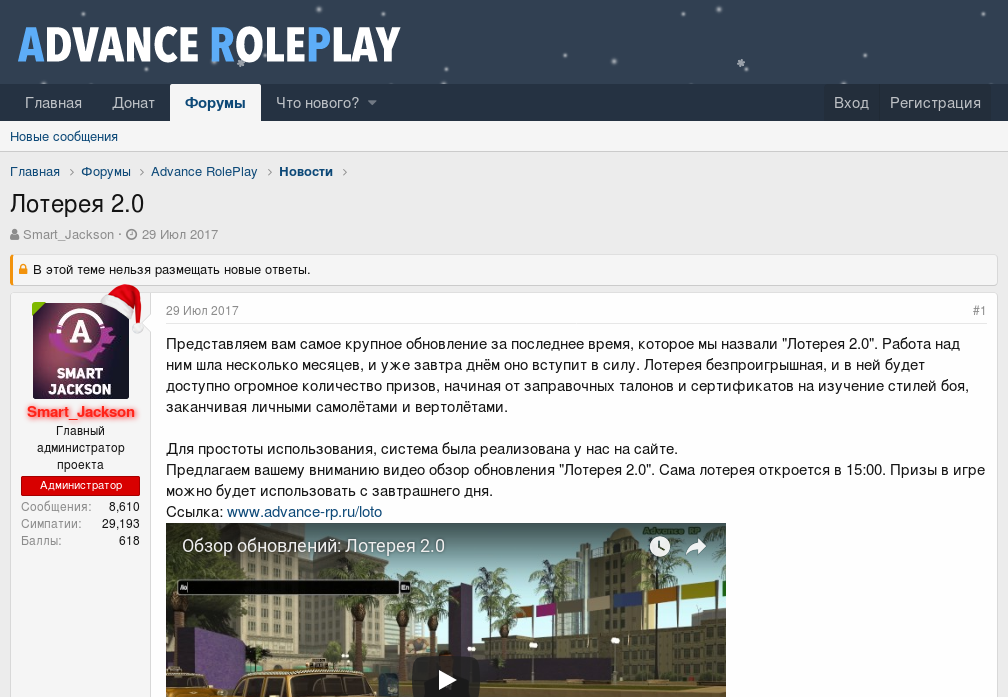 ADVANCE ROLEPLAY
Главная Донат Форумы Что нового? Вход Регистрация
Новые сообщения
Главная Форумы Advance RolePlay Новости
Лотерея 2.0
Smart_Jackson · 29 Июл 2017
В этой теме нельзя размещать новые ответы.
A
SMART
JACKSON
Smart_Jackson
Главный
администратор
проекта
Администратор
Сообщения: 8,610
Симпатии: 29,193
Баллы: 618
29 Июл 2017 #1
Представляем вам самое крупное обновление за последнее время, которое мы назвали "Лотерея 2.0". Работа над
ним шла несколько месяцев, и уже завтра днём оно вступит в силу. Лотерея безпроигрышная, и в ней будет
доступно огромное количество призов, начиная от заправочных талонов и сертификатов на изучение стилей боя,
заканчивая личными самолётами и вертолётами.
Для простоты использования, система была реализована у нас на сайте.
Предлагаем вашему вниманию видео обзор обновления "Лотерея 2.0". Сама лотерея откроется в 15:00. Призы в игре
можно будет использовать с завтрашнего дня.
Ссылка: www.advance-rp.ru/loto
Advance RP
Обзор обновлений: Лотерея 2.0